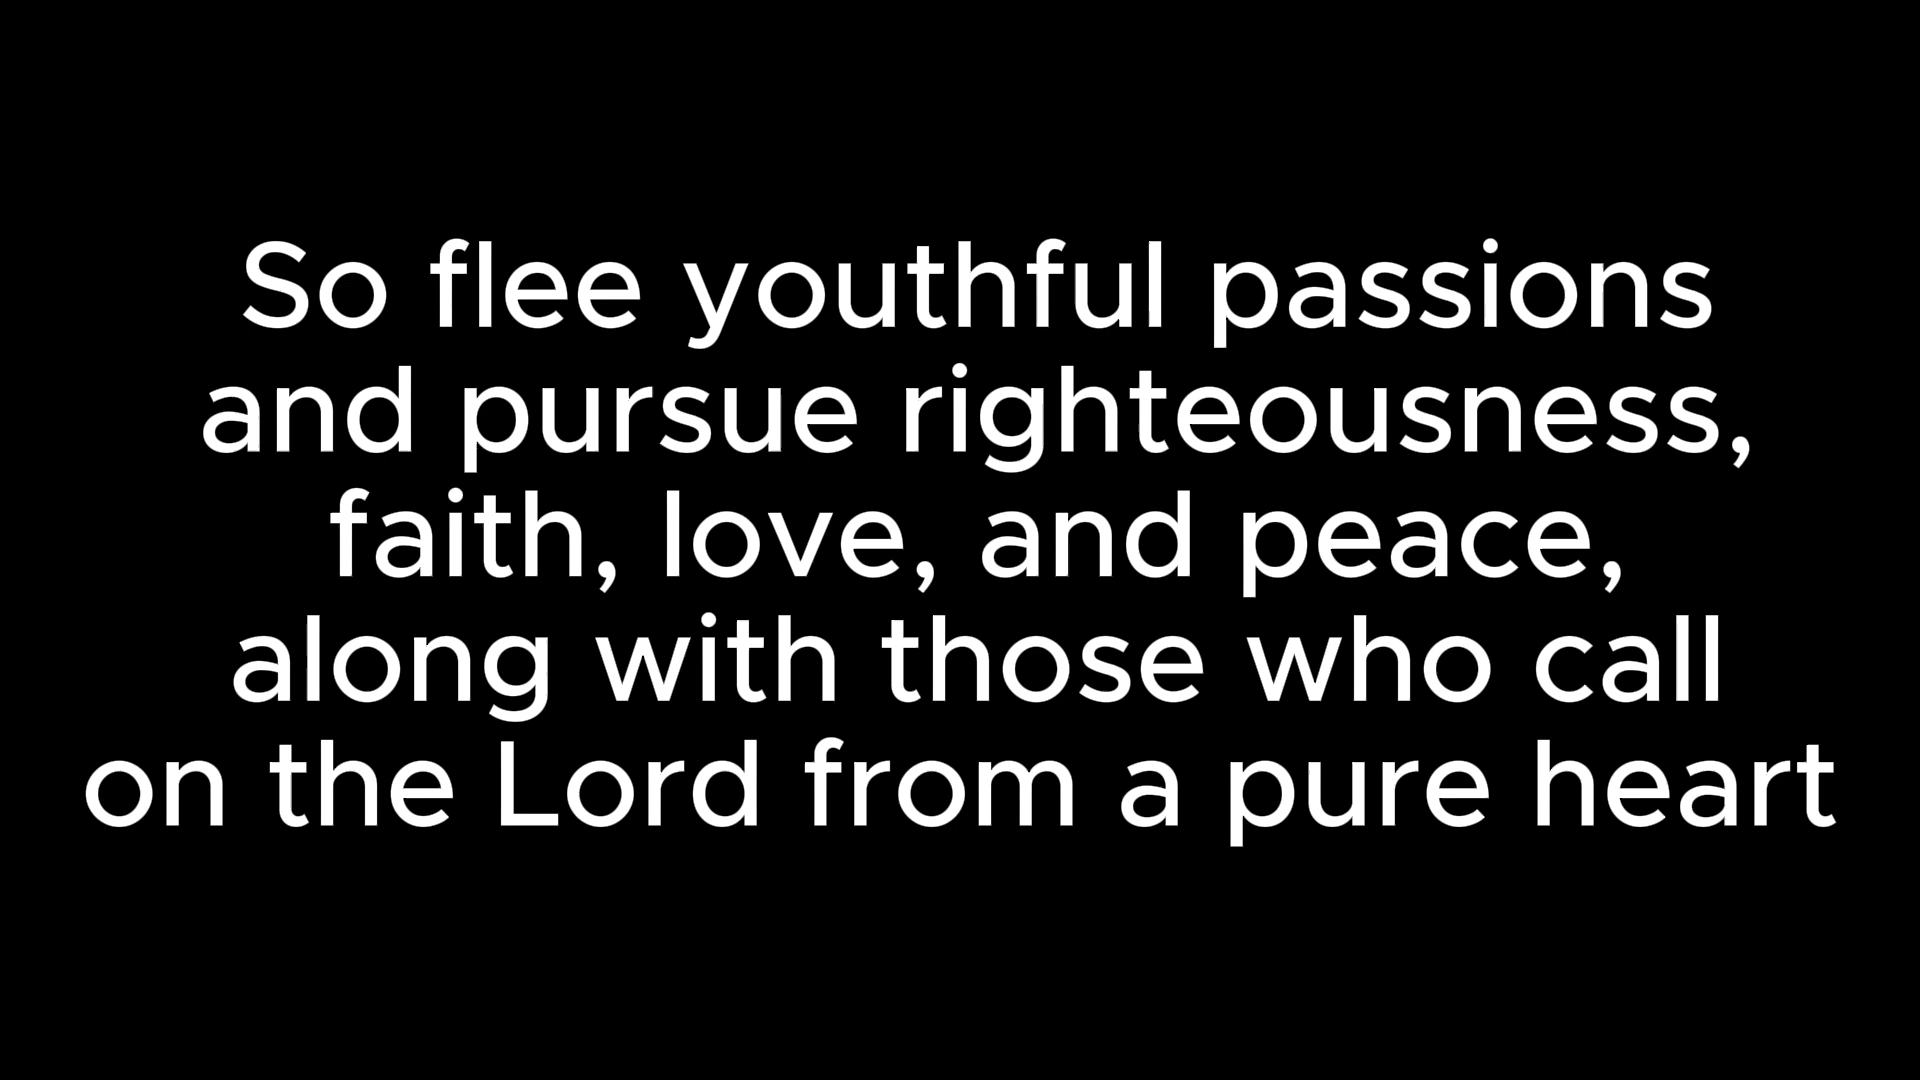 So flee youthful passions
and pursue righteousness,
faith, love, and peace,
along with those who call
on the Lord from a pure heart